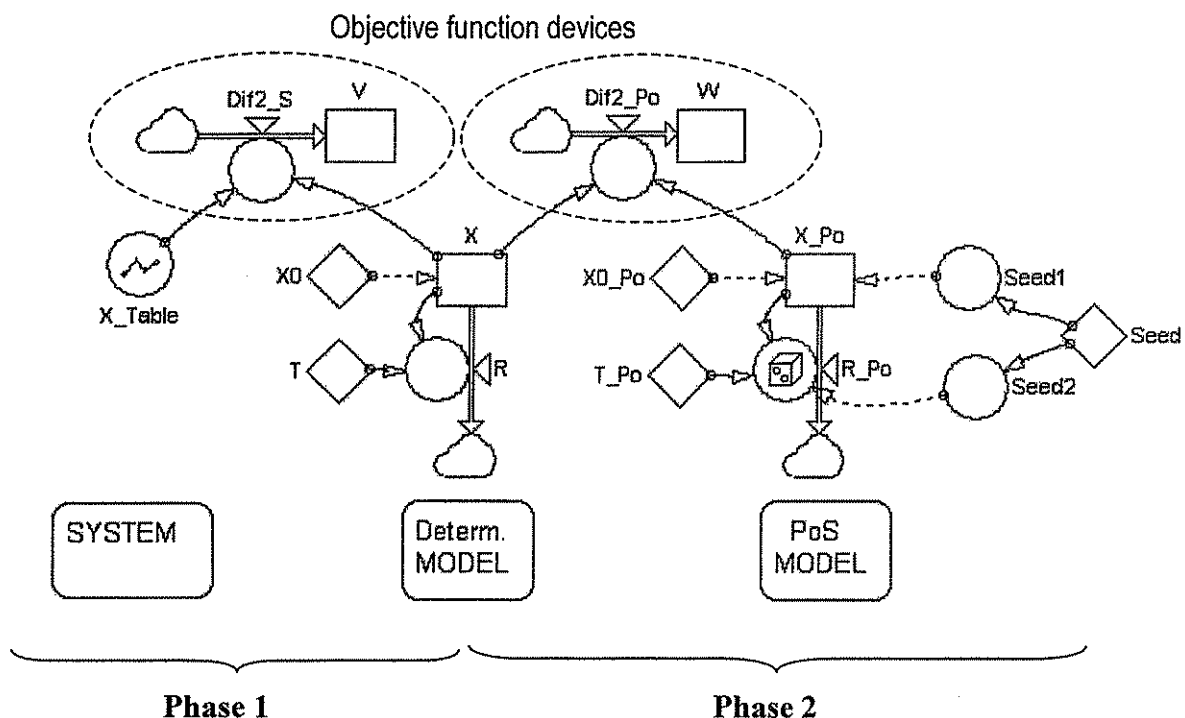 Objective function devices
Dif2_S
V
Dif2_Po
W
X_Table
X0
X
T
R
X0_Po
X_Po
T_Po
R_Po
Seed1
Seed
Seed2
SYSTEM
Determ.
MODEL
PoS
MODEL
Phase 1
Phase 2